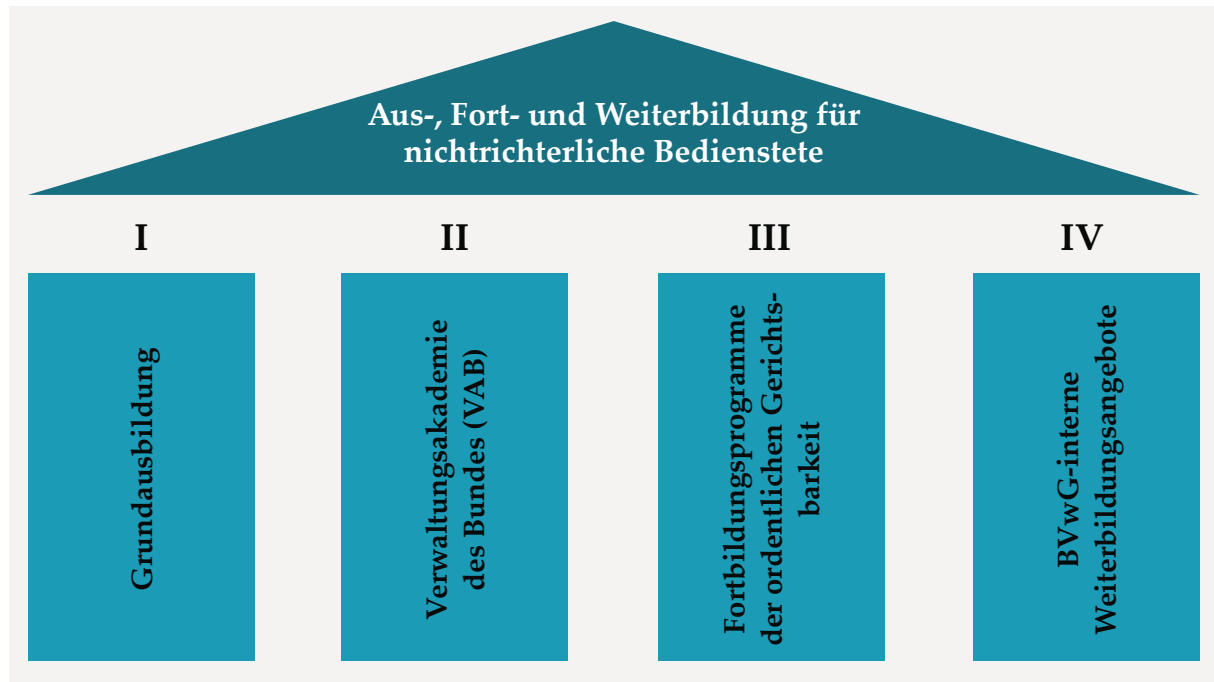 Aus-, Fort- und Weiterbildung für
nichtrichterliche Bedienstete
I
II
III
IV
Grundausbildung
Verwaltungsakademie
des Bundes (VAB)
Fortbildungsprogramme
der ordentlichen Gerichts-
barkeit
BVwG-interne
Weiterbildungsangebote